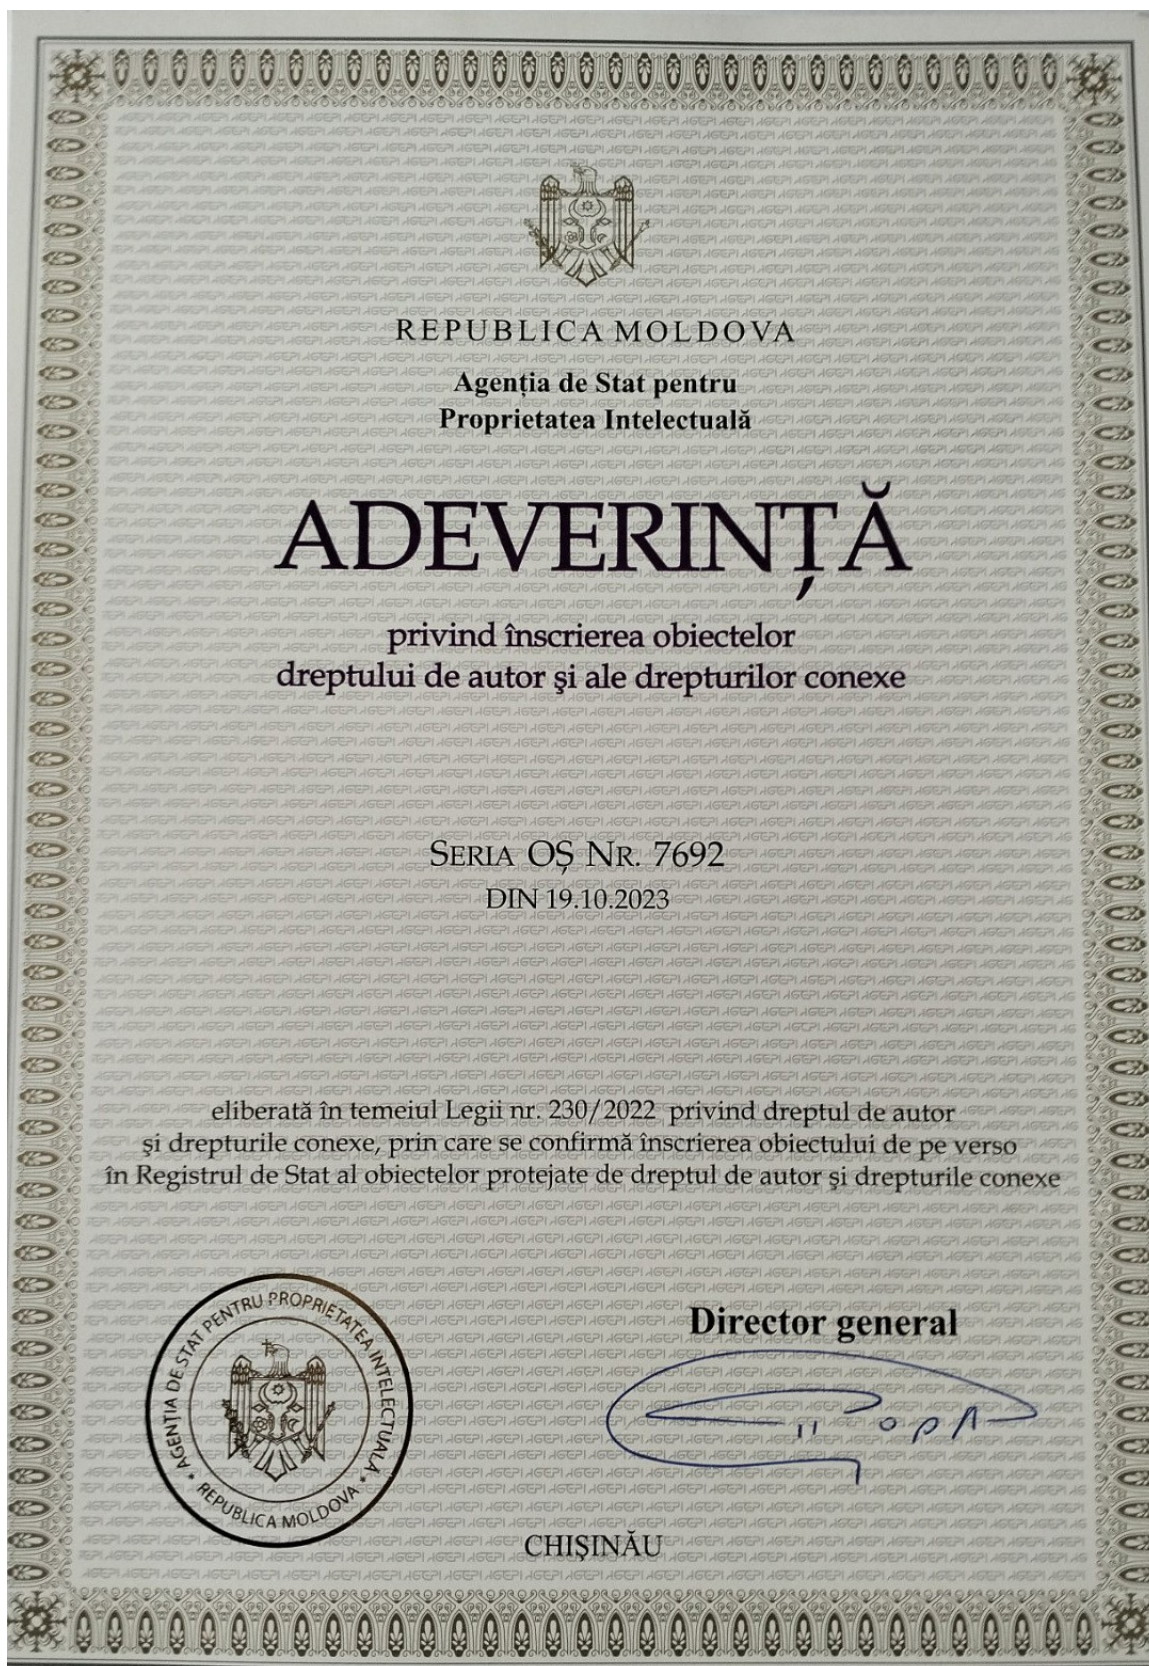 REPUBLICA MOLDOVA
Agenția de Stat pentru
Proprietatea Intelectuală
ADEVERINȚĂ
privind înscrierea obiectelor
dreptului de autor şi ale drepturilor conexe
SERIA OȘ NR. 7692
DIN 19.10.2023
eliberată în temeiul Legii nr. 230/2022 privind dreptul de autor
şi drepturile conexe, prin care se confirmă înscrierea obiectului de pe verso
în Registrul de Stat al obiectelor protejate de dreptul de autor şi drepturile conexe
Director general
AGENȚIA DE STAT PENTRU PROPRIETATEA INTELECTUALĂ
REPUBLICA MOLDOVA
CHIŞINĂU